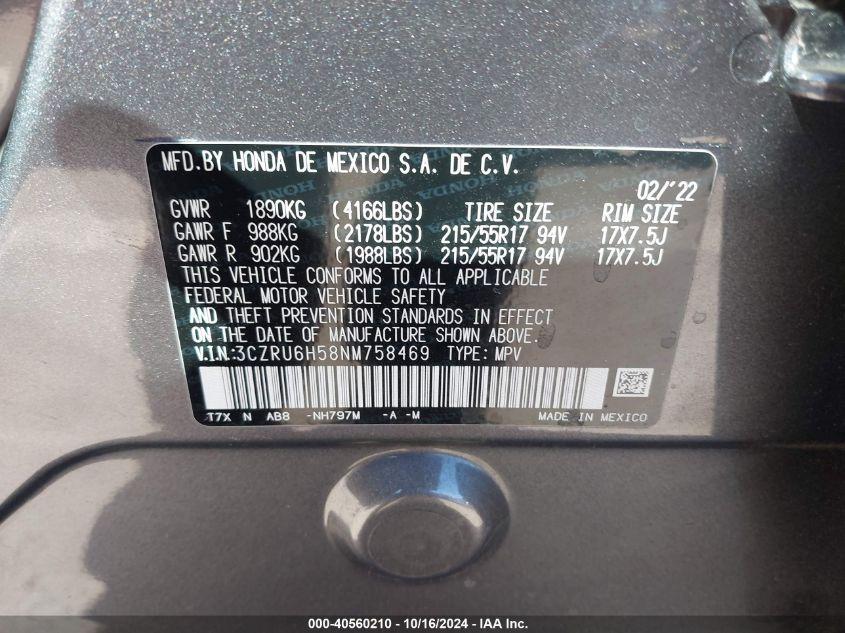 MFD.BY HONDA DE MEXICO S.A. DE C.V.
02/'22
GVWR 1890KG (4166LBS) TIRE SIZE RIM SIZE
GAWR F 988KG (2178LBS) 215/55R17 94V 17X7.5J
GAWR R 902KG (1988LBS) 215/55R17 94V 17X7.5J
THIS VEHICLE CONFORMS TO ALL APPLICABLE
FEDERAL MOTOR VEHICLE SAFETY
AND THEFT PREVENTION STANDARDS IN EFFECT
ON THE DATE OF MANUFACTURE SHOWN ABOVE.
V.I.N.:3CZRU6H58NM758469 TYPE: MPV
T7X N AB8 -NH797M -A -M MADE IN MEXICO
000-40560210 - 10/16/2024 - IAA Inc.